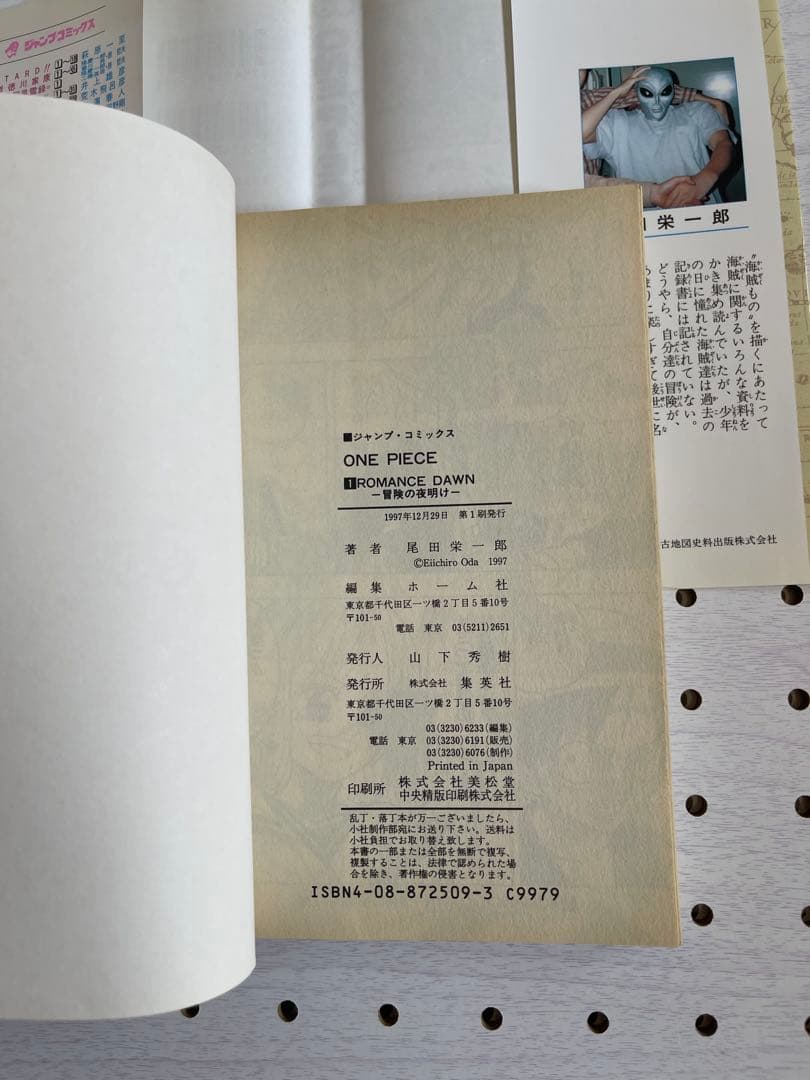 ジャンプコミックス
栄一郎
"海賊もの"を描くにあたって
海賊に関するいろんな資料を
かき集め読んでいたが、少年
の日に憧れた海賊達は過去の
記録書には記されていない。
どうやら、自分達の冒険が、
古地図史料出版株式会社
■ジャンプ・コミックス
ONE PIECE
1 ROMANCE DAWN
−冒険の夜明け−
1997年12月29日 第1刷発行
著者 尾田栄一郎
©Eiichiro Oda 1997
編集 ホーム社
東京都千代田区一ツ橋2丁目5番10号
〒101-50
電話 東京 03(5211)2651
発行人 山下秀樹
発行所 株式会社 集英社
東京都千代田区一ツ橋2丁目5番10号
〒101-50
03(3230)6233(編集)
電話 東京 03(3230)6191(販売)
03(3230)6076(制作)
Printed in Japan
印刷所 株式会社美松堂
中央精版印刷株式会社
乱丁・落丁本が万一ございましたら、
小社制作部宛にお送り下さい。送料は
小社負担でお取り替え致します。
本書の一部または全部を無断で複写、
複製することは、法律で認められた場
合を除き、著作権の侵害となります。
ISBN4-08-872509-3 C9979